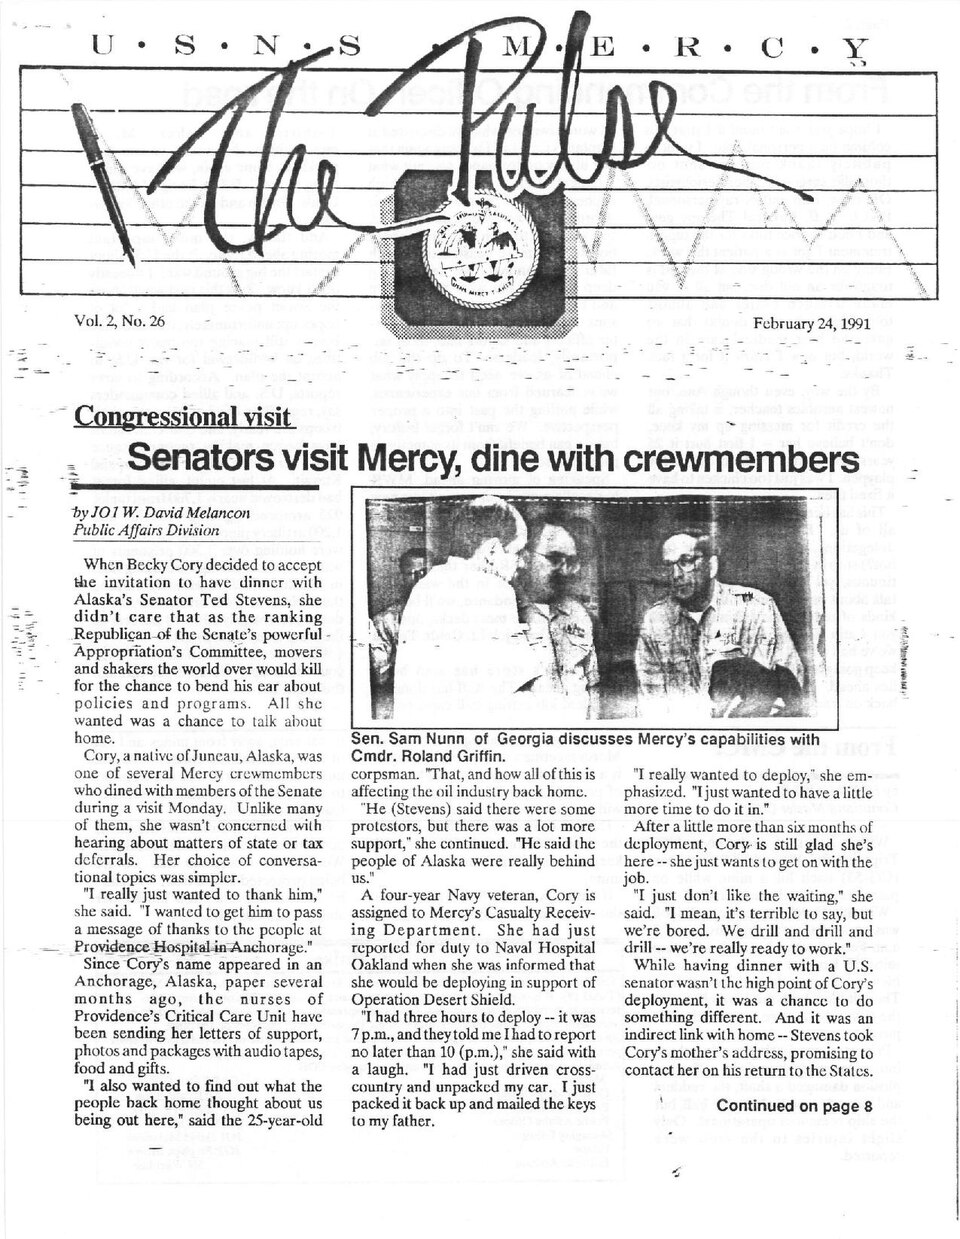 U·S·N·S·M·E·R·C·Y
The Pulse
USNS MERCY T-AH19
Vol. 2, No. 26
February 24, 1991
Congressional visit
Senators visit Mercy, dine with crewmembers
by JO1 W. David Melancon
Public Affairs Division
When Becky Cory decided to accept
the invitation to have dinner with
Alaska's Senator Ted Stevens, she
didn't care that as the ranking
Republican of the Senate's powerful
Appropriation's Committee, movers
and shakers the world over would kill
for the chance to bend his ear about
policies and programs. All she
wanted was a chance to talk about
home.
Cory, a native of Juneau, Alaska, was
one of several Mercy crewmembers
who dined with members of the Senate
during a visit Monday. Unlike many
of them, she wasn't concerned with
hearing about matters of state or tax
deferrals. Her choice of conversa-
tional topics was simpler.
"I really just wanted to thank him,"
she said. "I wanted to get him to pass
a message of thanks to the people at
Providence Hospital in Anchorage."
Since Cory's name appeared in an
Anchorage, Alaska, paper several
months ago, the nurses of
Providence's Critical Care Unit have
been sending her letters of support,
photos and packages with audio tapes,
food and gifts.
"I also wanted to find out what the
people back home thought about us
being out here," said the 25-year-old
Sen. Sam Nunn of Georgia discusses Mercy's capabilities with
Cmdr. Roland Griffin.
corpsman. "That, and how all of this is
affecting the oil industry back home.
"He (Stevens) said there were some
protestors, but there was a lot more
support," she continued. "He said the
people of Alaska were really behind
us."
A four-year Navy veteran, Cory is
assigned to Mercy's Casualty Receiv-
ing Department. She had just
reported for duty to Naval Hospital
Oakland when she was informed that
she would be deploying in support of
Operation Desert Shield.
"I had three hours to deploy -- it was
7 p.m., and they told me I had to report
no later than 10 (p.m.)," she said with
a laugh. "I had just driven cross-
country and unpacked my car. I just
packed it back up and mailed the keys
to my father.
"I really wanted to deploy," she em-
phasized. "I just wanted to have a little
more time to do it in."
After a little more than six months of
deployment, Cory is still glad she's
here -- she just wants to get on with the
job.
"I just don't like the waiting," she
said. "I mean, it's terrible to say, but
we're bored. We drill and drill and
drill -- we're really ready to work."
While having dinner with a U.S.
senator wasn't the high point of Cory's
deployment, it was a chance to do
something different. And it was an
indirect link with home -- Stevens took
Cory's mother's address, promising to
contact her on his return to the States.
Continued on page 8